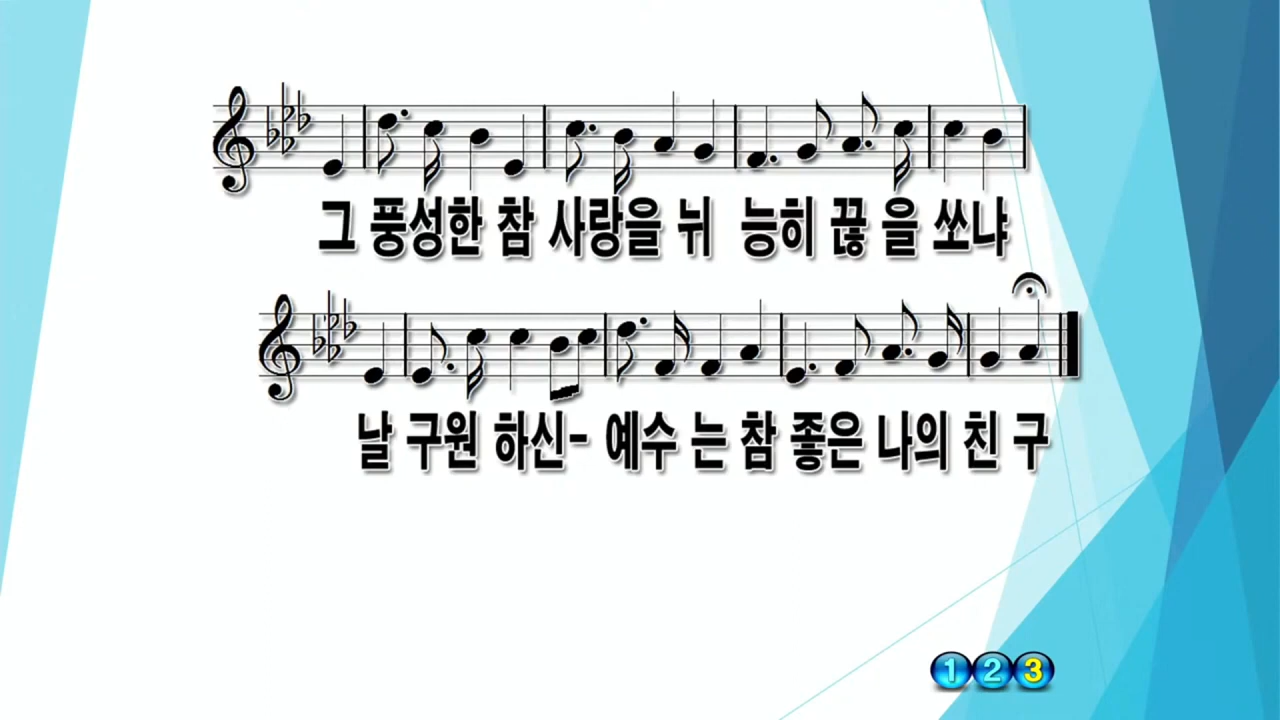 그 풍성한 참 사랑을 뉘 능히 끊 을 쏘냐
날 구원 하신- 예수 는 참 좋은 나의 친 구
1 2 3